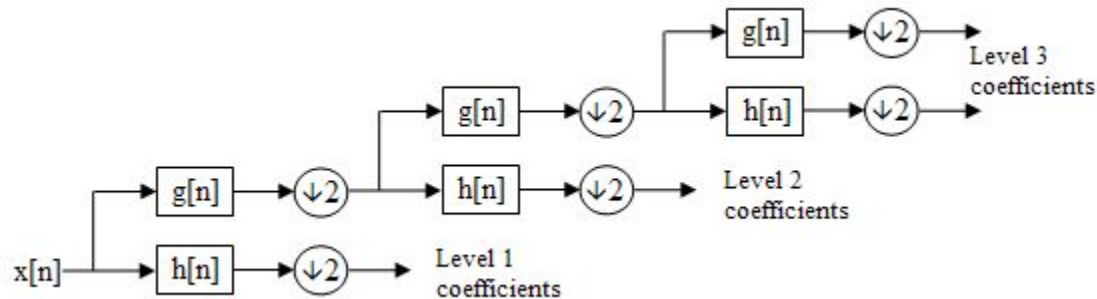 g[n] ↓2
Level 3
coefficients
g[n] ↓2 h[n] ↓2
g[n] ↓2 h[n] ↓2
Level 2
coefficients
x[n] h[n] ↓2
Level 1
coefficients